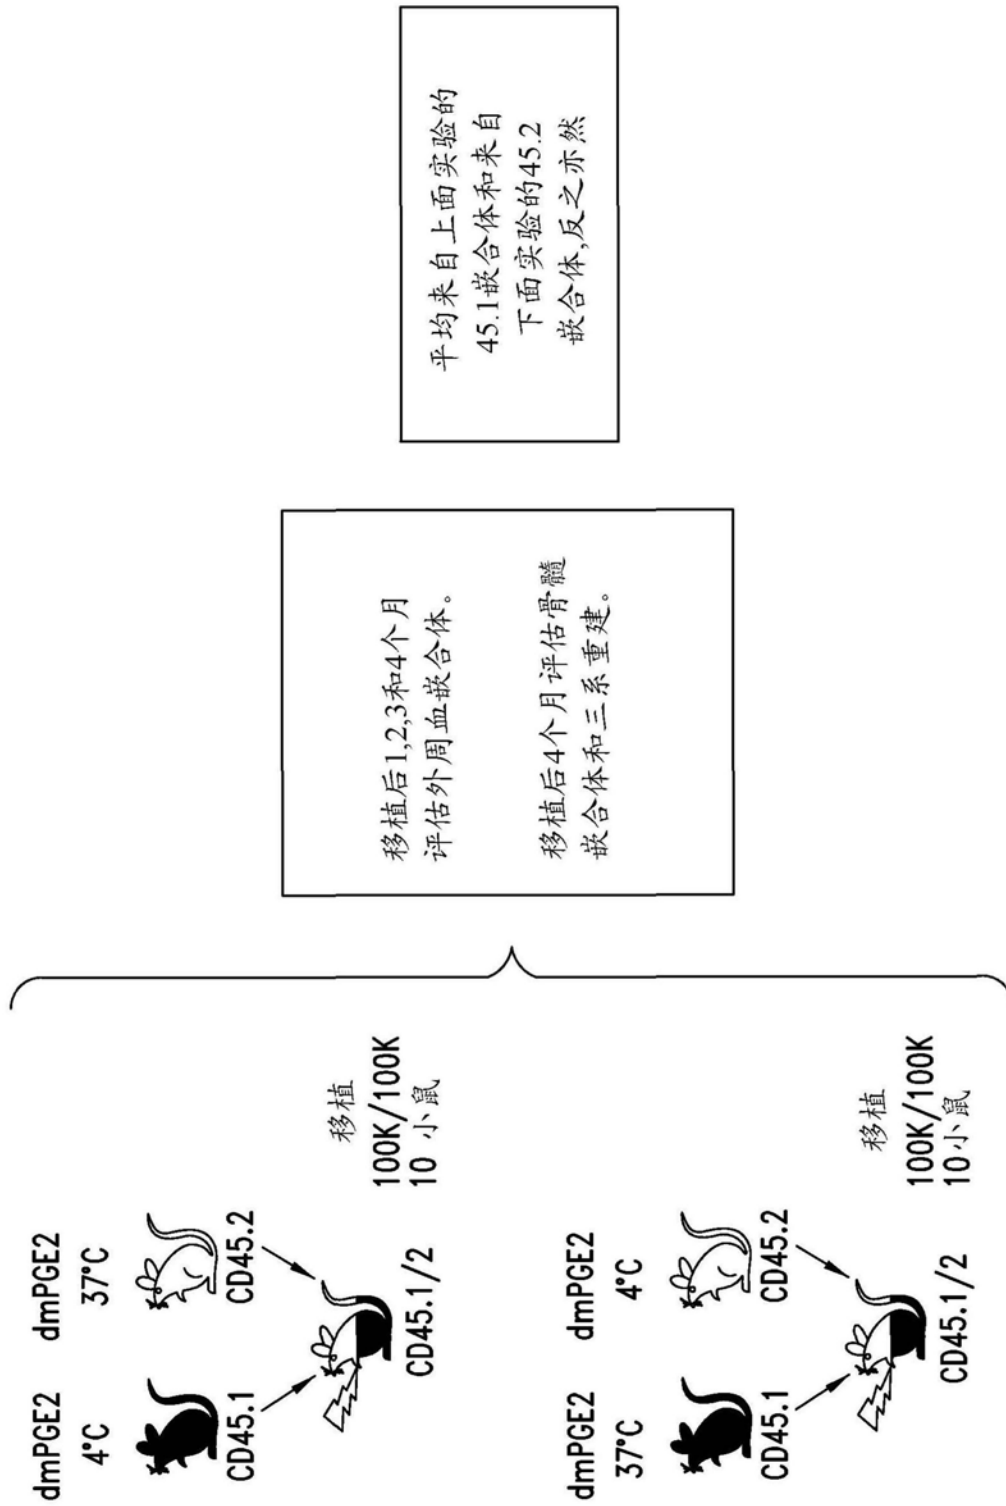 dmPGE2 dmPGE2
4°C 37°C
CD45.1 CD45.2
CD45.1/2
移植
100K/100K
10 小鼠
dmPGE2 dmPGE2
37°C 4°C
CD45.1 CD45.2
CD45.1/2
移植
100K/100K
10小鼠
移植后1,2,3和4个月
评估外周血嵌合体。
移植后4个月评估骨髓
嵌合体和三系重建。
平均来自上面实验的
45.1嵌合体和来自
下面实验的45.2
嵌合体,反之亦然